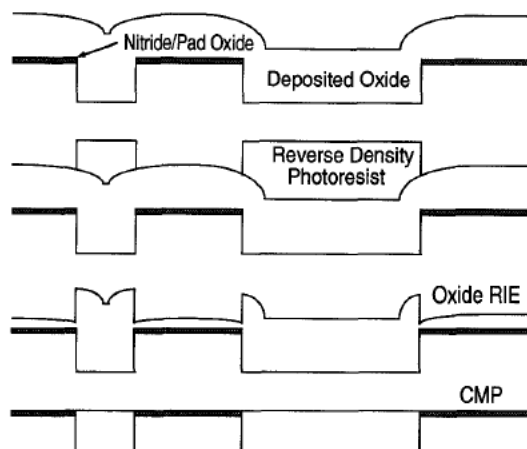 Nitride/Pad Oxide
Deposited Oxide
Reverse Density
Photoresist
Oxide RIE
CMP